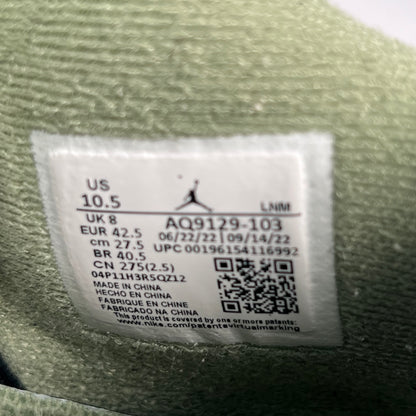 US
10.5
LNIM
UK 8
AQ9129-103
EUR 42.5
06/22/22 | 09/14/22
cm 27.5
UPC 00196154116992
BR 40.5
CN 275(2.5)
04P11H3RSQZ12
MADE IN CHINA
HECHO EN CHINA
FABRIQUE EN CHINE
FABRICADO NA CHINA
This product is covered by one or more patents:
www.nike.com/patentsvirtualmarking